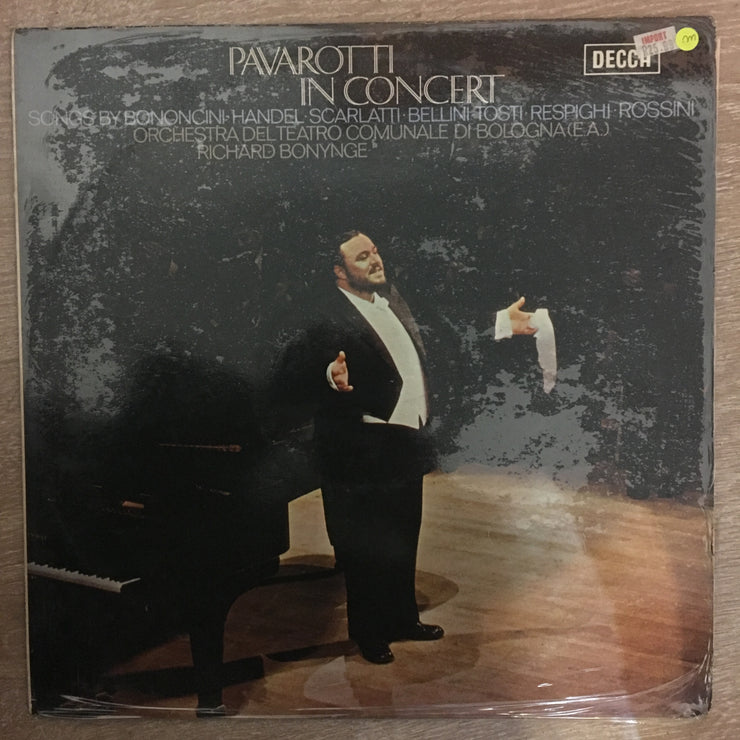 PAVAROTTI
IN CONCERT
IMPORT
DECCA
SONGS BY BONONCINI·HANDEL·SCARLATTI·BELLINI·TOSTI·RESPIGHI·ROSSINI
ORCHESTRA DEL TEATRO COMUNALE DI BOLOGNA (E.A.)
RICHARD BONYNGE